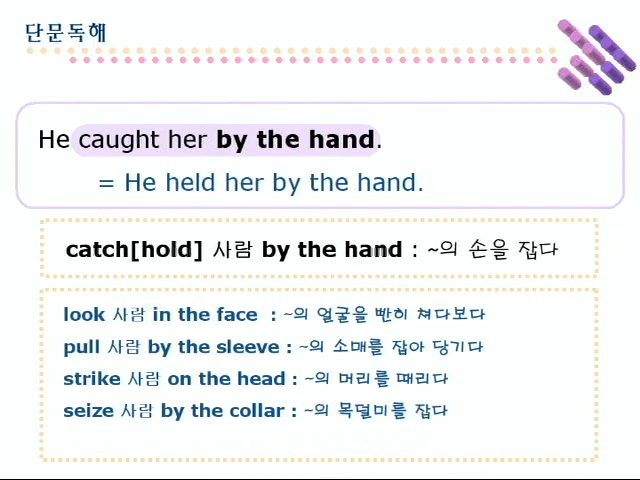 단문독해
He caught her by the hand.
= He held her by the hand.
catch[hold] 사람 by the hand : ~의 손을 잡다
look 사람 in the face : ~의 얼굴을 빤히 쳐다보다
pull 사람 by the sleeve : ~의 소매를 잡아 당기다
strike 사람 on the head : ~의 머리를 때리다
seize 사람 by the collar : ~의 목덜미를 잡다